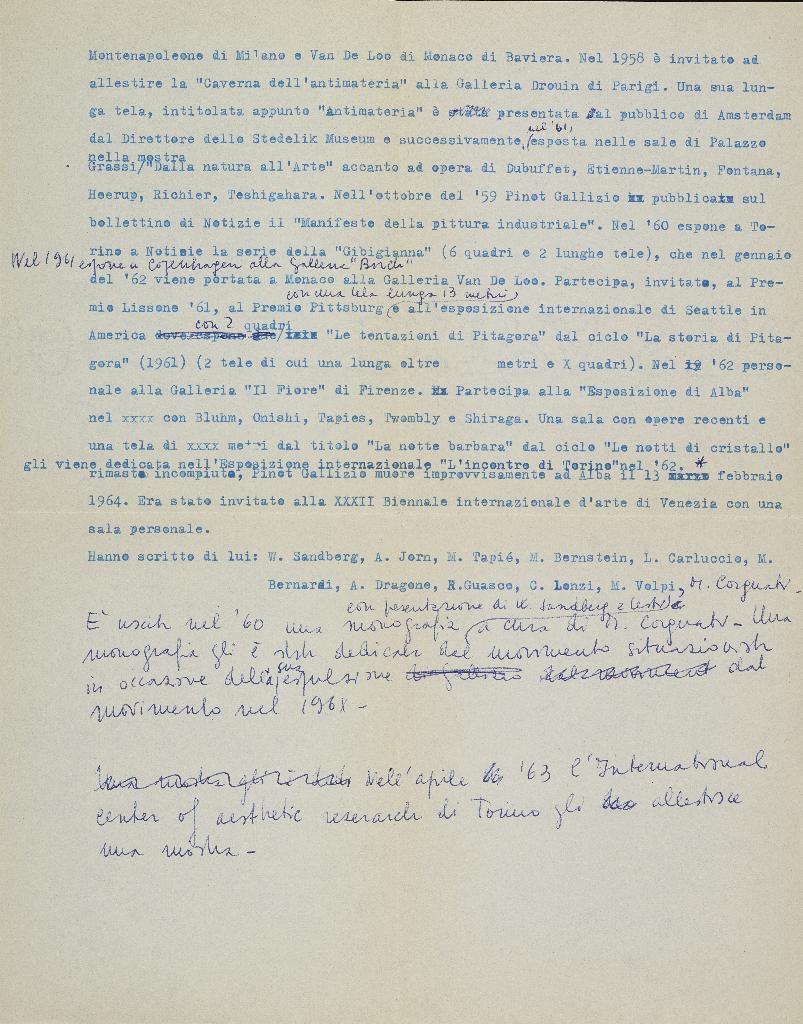 Montenapoleone di Milano e Van De Loo di Monaco di Baviera. Nel 1958 è invitato ad
allestire la "Caverna dell'antimateria" alla Galleria Drouin di Parigi. Una sua lun-
ga tela, intitolata appunto "Antimateria" è stata presentata al pubblico di Amsterdam
nel '61,
dal Direttore dello Stedelik Museum e successivamente, esposta nelle sale di Palazzo
nella mostra
Grassi/"Dalla natura all'Arte" accanto ad opera di Dubuffet, Etienne-Martin, Fontana,
Heerup, Richier, Teshigahara. Nell'ottobre del '59 Pinot Gallizio pubblica sul
bollettino di Notizie il "Manifesto della pittura industriale". Nel '60 espone a To-
rino a Notizie la serie della "Gibigianna" (6 quadri e 2 lunghe tele), che nel gennaio
Nel 1961 espone a Copenhagen alla Galleria
del '62 viene portata a Monaco alla Galleria Van De Loo. Partecipa, invitato, al Pre-
con una tela lunga 13 metri,
mio Lissone '61, al Premio Pittsburg e all'esposizione internazionale di Seattle in
con 2 quadri
America "Le tentazioni di Pitagora" dal ciclo "La storia di Pita-
gora" (1961) (2 tele di cui una lunga oltre metri e X quadri). Nel '62 perso-
nale alla Galleria "Il Fiore" di Firenze. Partecipa alla "Esposizione di Alba"
nel xxxx con Bluhm, Onishi, Tapies, Twombly e Shiraga. Una sala con opere recenti e
una tela di xxxx metri dal titolo "La notte barbara" dal ciclo "Le notti di cristallo"
gli viene dedicata nell'Esposizione internazionale "L'incontro di Torino"nel '62. *
rimasto incompiuto, Pinot Gallizio muore improvvisamente ad Alba il 13 marzo febbraio
1964. Era stato invitato alla XXXII Biennale internazionale d'arte di Venezia con una
sala personale.
Hanno scritto di lui: W. Sandberg, A. Jorn, M. Tapié, M. Bernstein, L. Carluccio, M.
Bernardi, A. Dragone, R.Guasco, C. Lonzi, M. Volpi, M. Corgnati.
con presentazione di W. Sandberg e
E' uscita nel '60 una monografia a cura di M. Corgnati - Una
monografia gli è stata dedicata dal movimento situazionista
in occasione della sua espulsione dal
movimento nel 196 -
Nell'aprile '63 l'International
center of aesthetic research di Torino gli allestisce
una mostra -